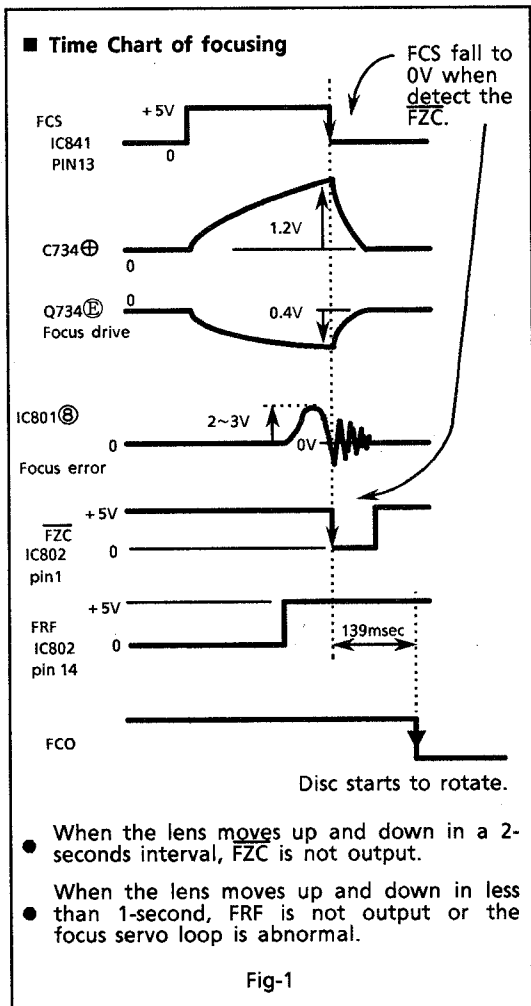 ■ Time Chart of focusing
FCS fall to
0V when
detect the
FZC.
FCS
IC841
PIN13
+5V
0
C734⊕
0
1.2V
0
Q734Ⓔ
Focus drive
0.4V
IC801⑧
0
Focus error
2~3V
0V
FZC
IC802
pin1
+5V
0
FRF
IC802
pin 14
+5V
0
139msec
FCO
Disc starts to rotate.
● When the lens moves up and down in a 2-
seconds interval, FZC is not output.
When the lens moves up and down in less
● than 1-second, FRF is not output or the
focus servo loop is abnormal.
Fig-1